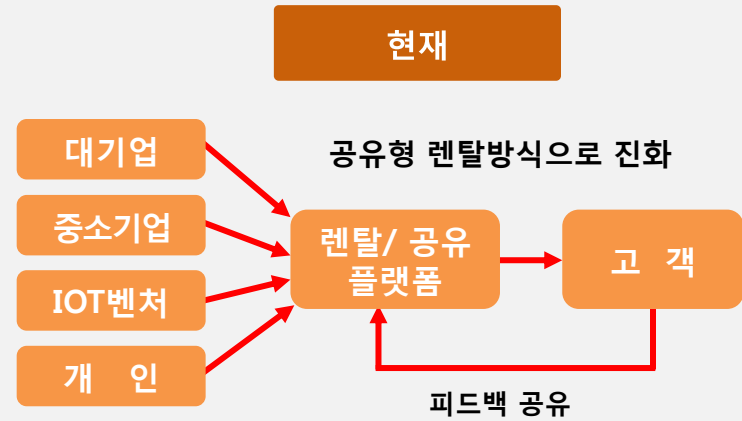 현재
대기업
공유형 렌탈방식으로 진화
중소기업
렌탈/ 공유
플랫폼
고 객
IOT벤처
개 인
피드백 공유